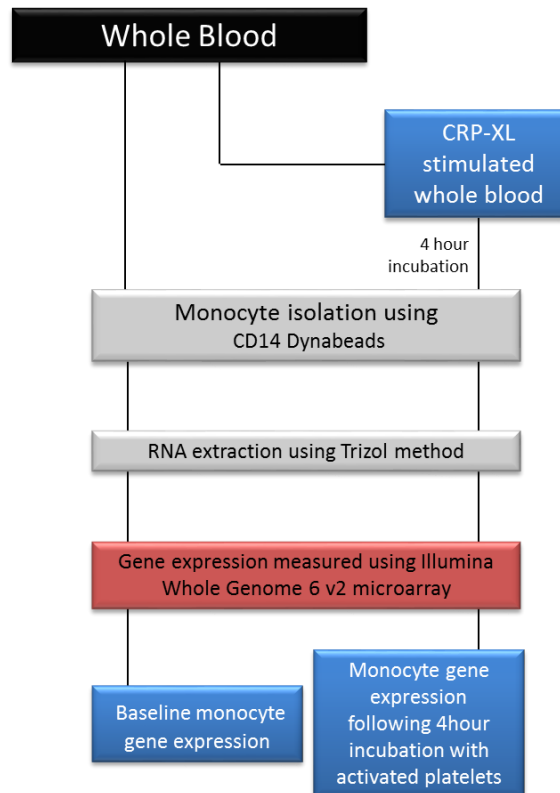 Whole Blood
CRP-XL
stimulated
whole blood
4 hour
incubation
Monocyte isolation using
CD14 Dynabeads
RNA extraction using Trizol method
Gene expression measured using Illumina
Whole Genome 6 v2 microarray
Baseline monocyte
gene expression
Monocyte gene
expression
following 4hour
incubation with
activated platelets